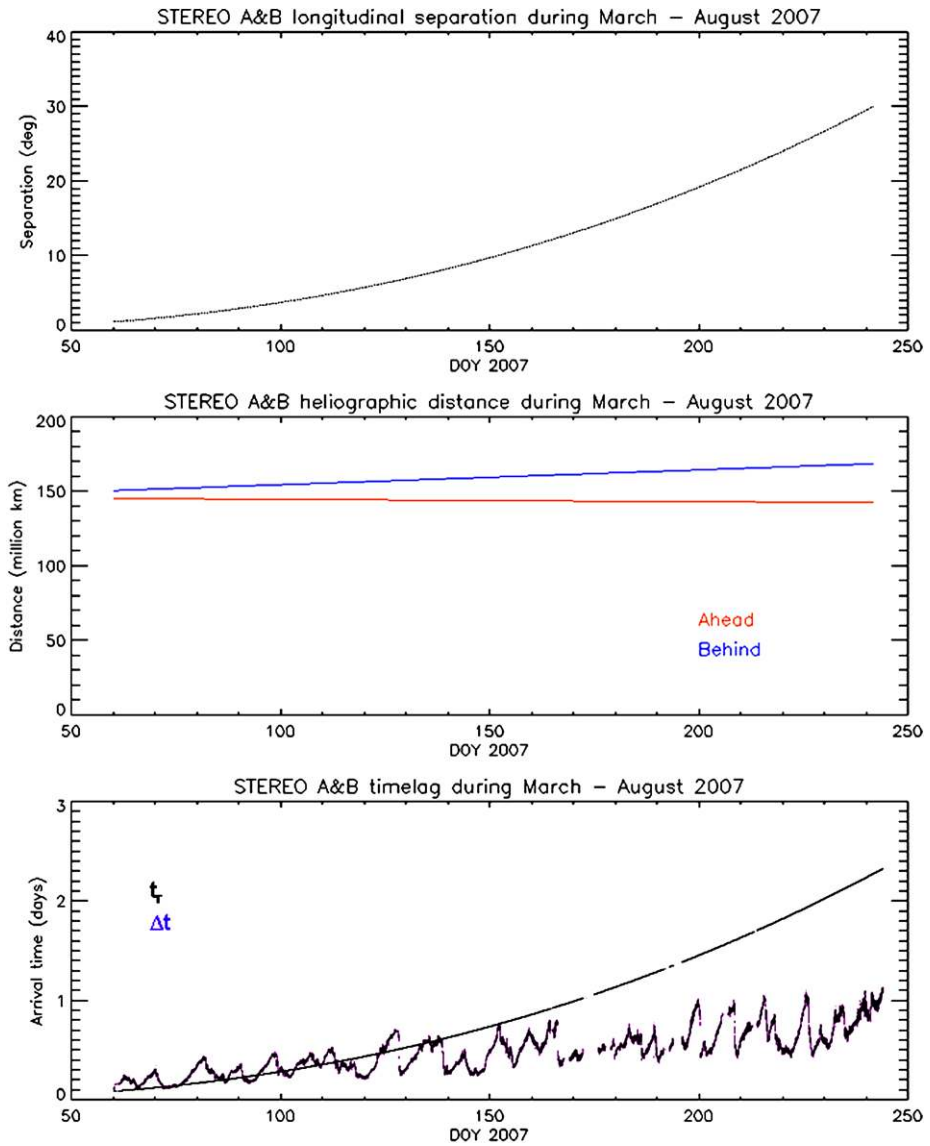 STEREO A&B longitudinal separation during March – August 2007
40
30
20
10
0
Separation (deg)
50 100 150 200 250
DOY 2007
STEREO A&B heliographic distance during March – August 2007
200
150
100
50
0
Distance (million km)
Ahead
Behind
50 100 150 200 250
DOY 2007
STEREO A&B timelag during March – August 2007
3
2
1
0
Arrival time (days)
tr
Δt
50 100 150 200 250
DOY 2007